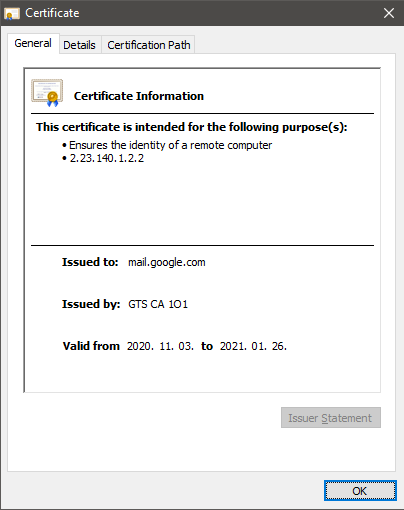 Certificate
General Details Certification Path
Certificate Information
This certificate is intended for the following purpose(s):
• Ensures the identity of a remote computer
• 2.23.140.1.2.2
Issued to: mail.google.com
Issued by: GTS CA 1O1
Valid from 2020. 11. 03. to 2021. 01. 26.
Issuer Statement
OK